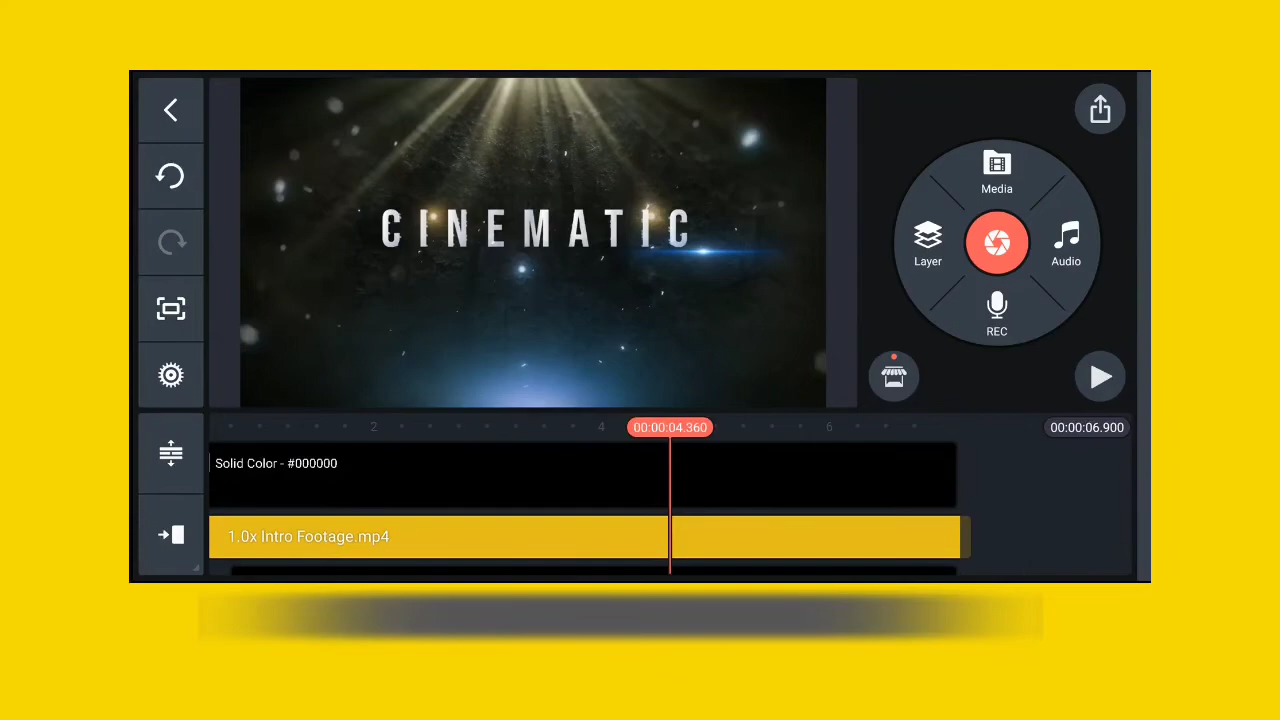 CINEMATIC
Media
Layer
Audio
REC
2
4
00:00:04.360
6
00:00:06.900
Solid Color - #000000
1.0x Intro Footage.mp4